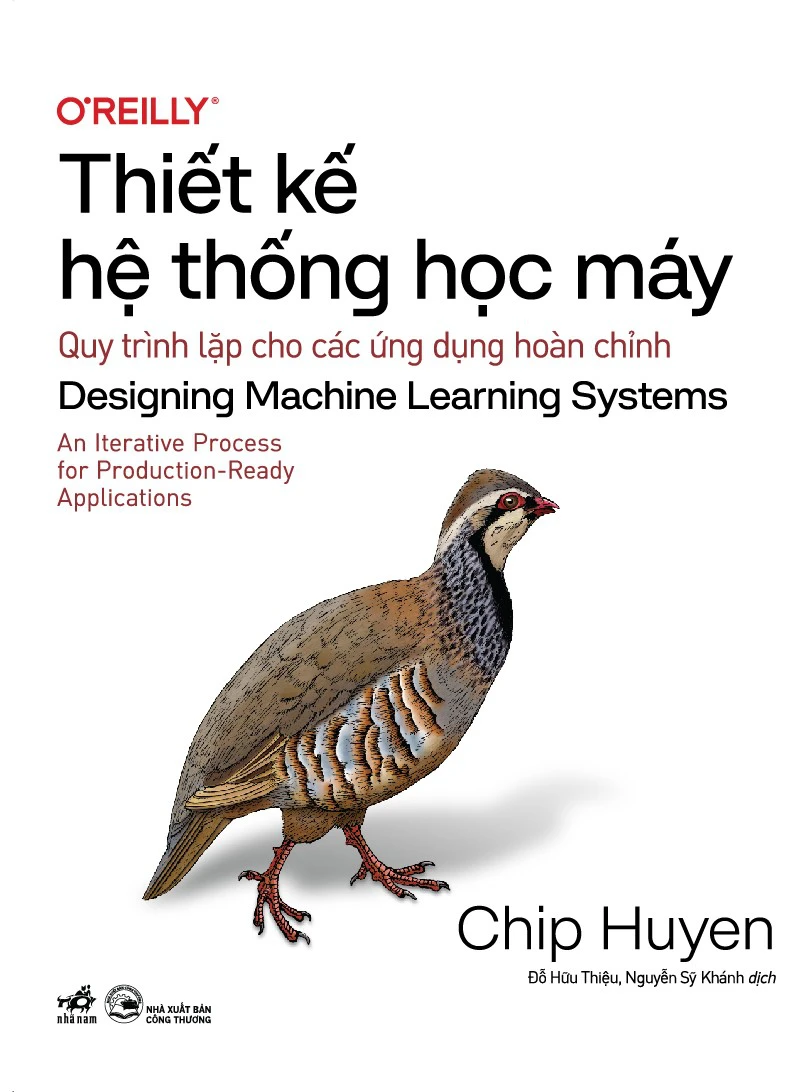 O'REILLY®
Thiết kế
hệ thống học máy
Quy trình lặp cho các ứng dụng hoàn chỉnh
Designing Machine Learning Systems
An Iterative Process
for Production-Ready
Applications
Chip Huyen
Đỗ Hữu Thiệu, Nguyễn Sỹ Khánh dịch
nhã nam
NHÀ XUẤT BẢN
CÔNG THƯƠNG